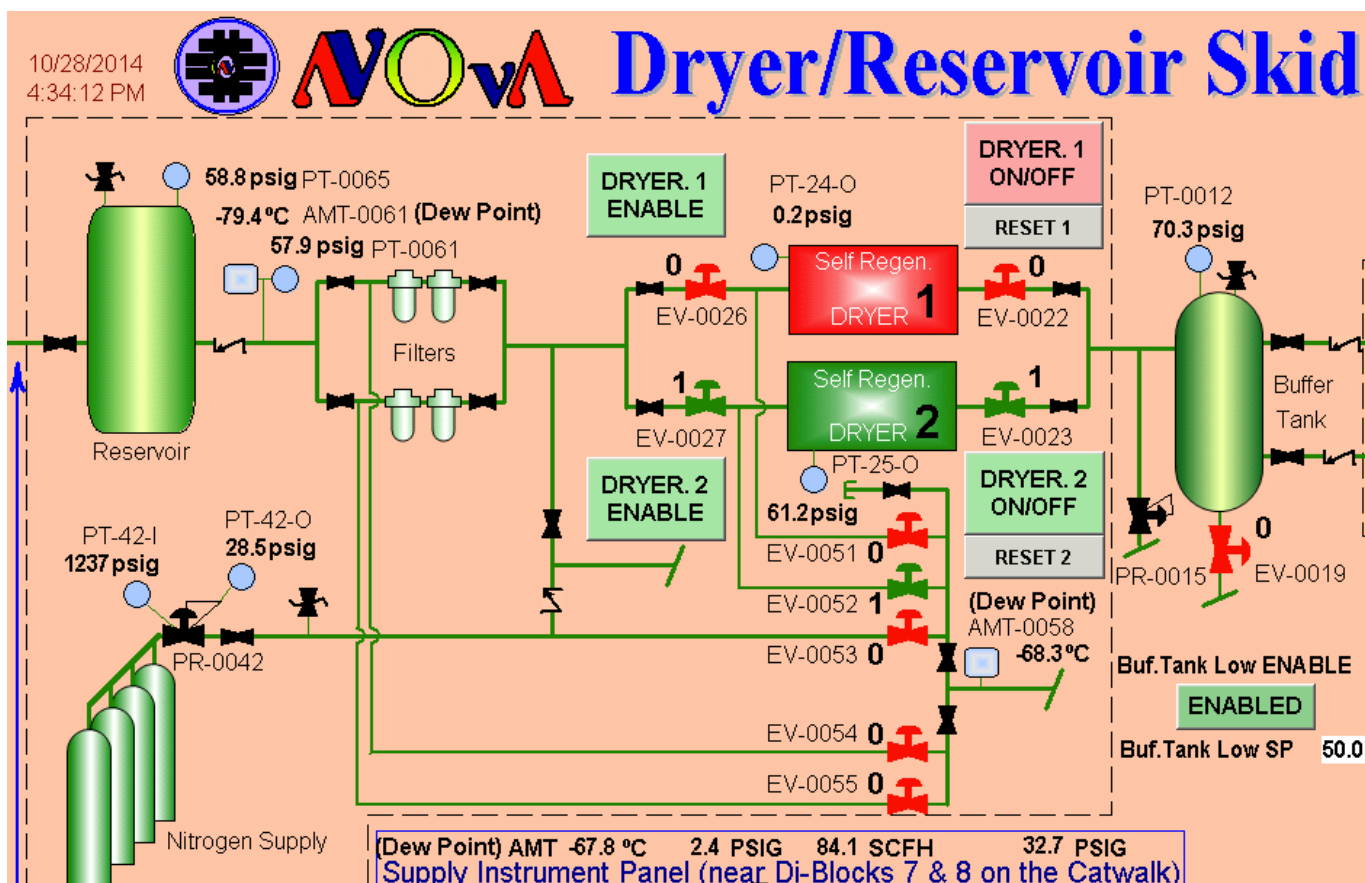 10/28/2014
4:34:12 PM
NOvA
Dryer/Reservoir Skid
58.8 psig PT-0065
-79.4 ºC AMT-0061 (Dew Point)
57.9 psig PT-0061
DRYER. 1
ENABLE
PT-24-O
0.2 psig
DRYER. 1
ON/OFF
RESET 1
PT-0012
70.3 psig
0
EV-0026
Self Regen.
DRYER 1
0
EV-0022
Filters
Reservoir
1
EV-0027
Self Regen.
DRYER 2
1
EV-0023
Buffer
Tank
PT-25-O
61.2 psig
DRYER. 2
ENABLE
DRYER. 2
ON/OFF
RESET 2
PT-42-I
1237 psig
PT-42-O
28.5 psig
PR-0042
EV-0051 0
EV-0052 1
EV-0053 0
(Dew Point)
AMT-0058
-68.3 ºC
PR-0015
0
EV-0019
EV-0054 0
EV-0055 0
Buf.Tank Low ENABLE
ENABLED
Buf.Tank Low SP 50.0
Nitrogen Supply
(Dew Point) AMT -67.8 ºC 2.4 PSIG 84.1 SCFH 32.7 PSIG
Supply Instrument Panel (near Di-Blocks 7 & 8 on the Catwalk)